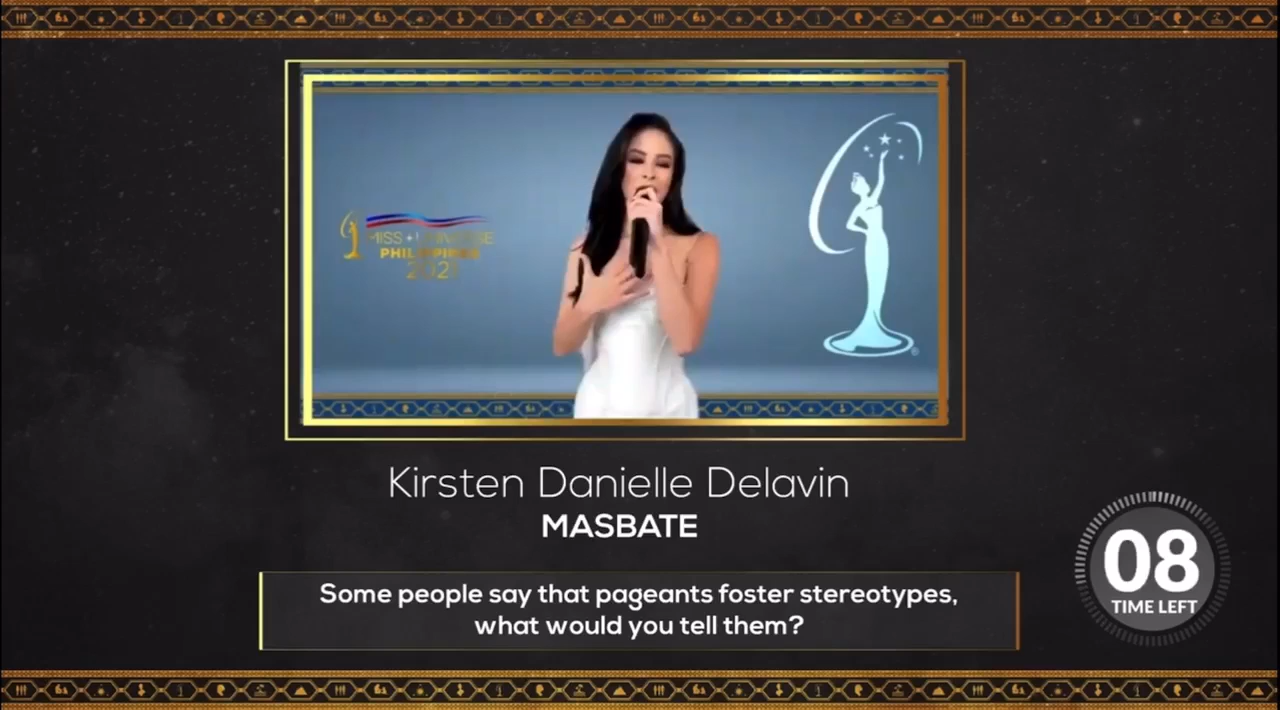 MISS UNIVERSE
PHILIPPINES
2021
®
Kirsten Danielle Delavin
MASBATE
Some people say that pageants foster stereotypes,
what would you tell them?
08
TIME LEFT